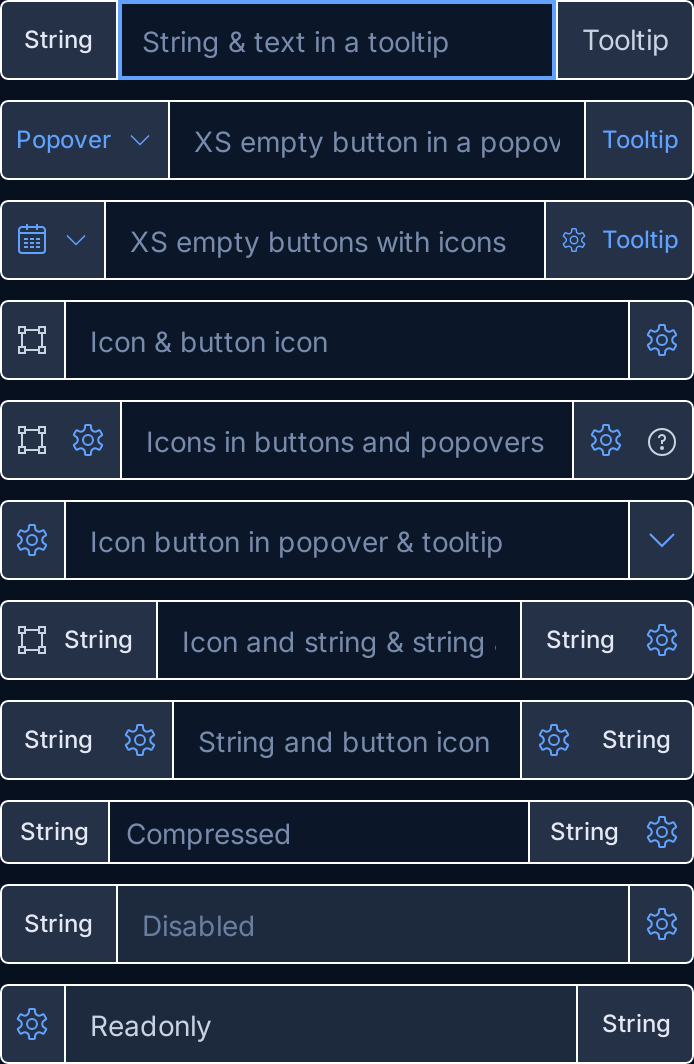 String String & text in a tooltip Tooltip
Popover XS empty button in a popov Tooltip
XS empty buttons with icons Tooltip
Icon & button icon
Icons in buttons and popovers
Icon button in popover & tooltip
String Icon and string & string String
String String and button icon String
String Compressed String
String Disabled
Readonly String